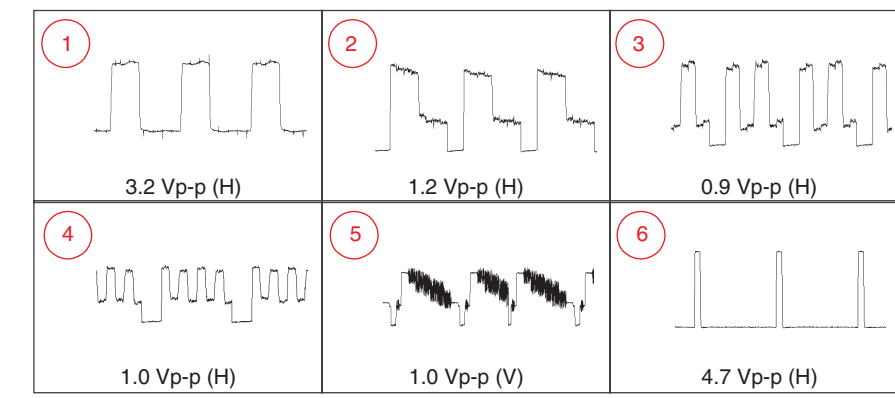 1
2
3
3.2 Vp-p (H)
1.2 Vp-p (H)
0.9 Vp-p (H)
4
5
6
1.0 Vp-p (H)
1.0 Vp-p (V)
4.7 Vp-p (H)